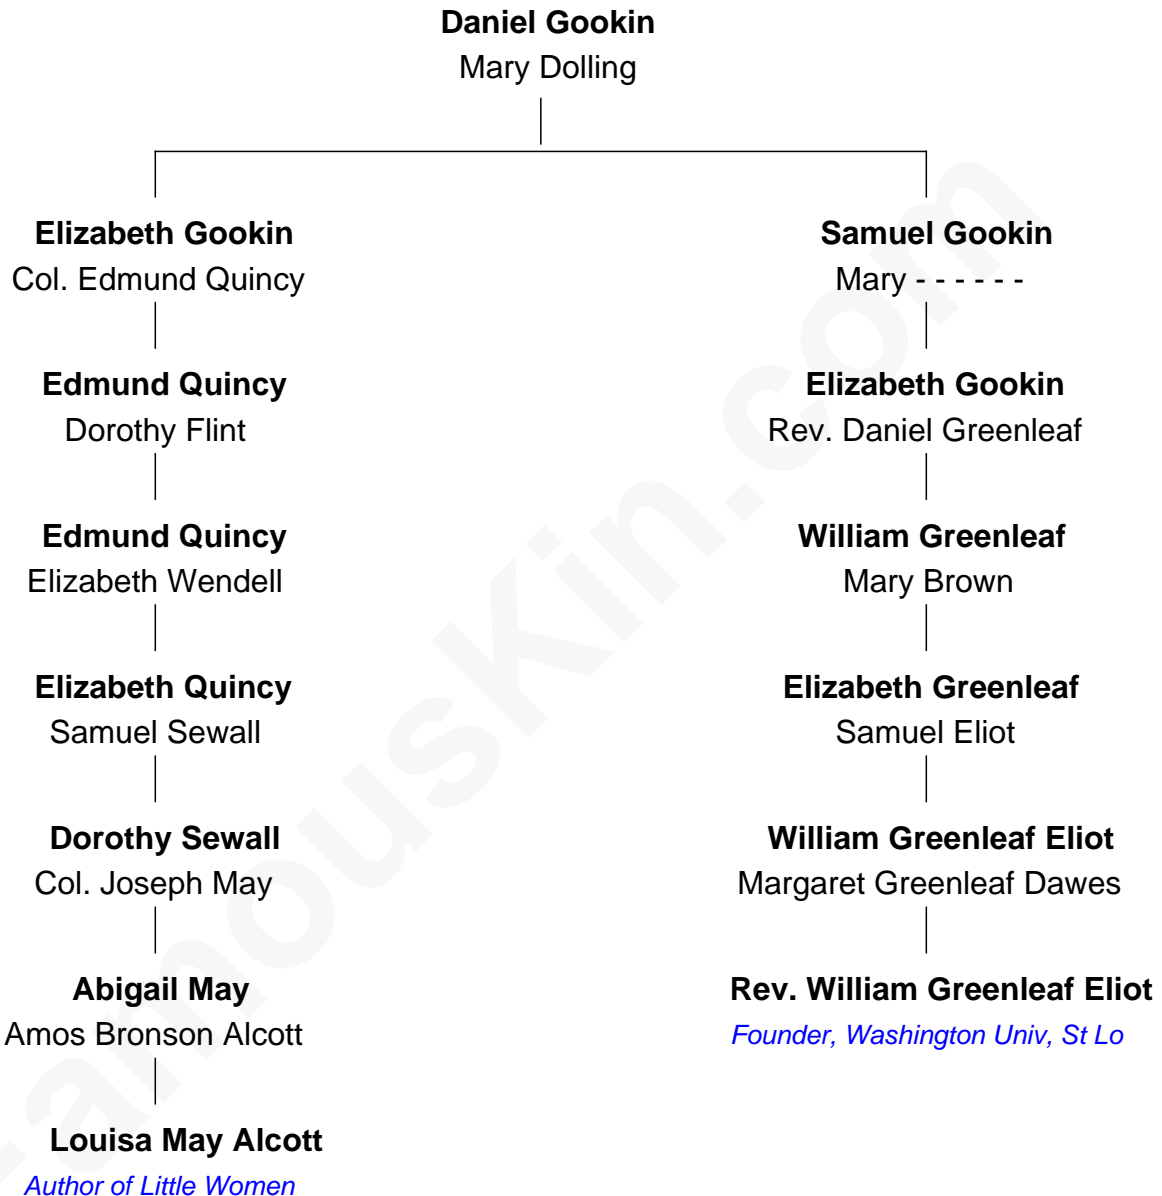 Daniel Gookin
Mary Dolling
Elizabeth Gookin
Col. Edmund Quincy
Samuel Gookin
Mary - - - - - -
Edmund Quincy
Dorothy Flint
Elizabeth Gookin
Rev. Daniel Greenleaf
Edmund Quincy
Elizabeth Wendell
William Greenleaf
Mary Brown
Elizabeth Quincy
Samuel Sewall
Elizabeth Greenleaf
Samuel Eliot
Dorothy Sewall
Col. Joseph May
William Greenleaf Eliot
Margaret Greenleaf Dawes
Abigail May
Amos Bronson Alcott
Rev. William Greenleaf Eliot
Founder, Washington Univ, St Lo
Louisa May Alcott
Author of Little Women
FamousKin.com